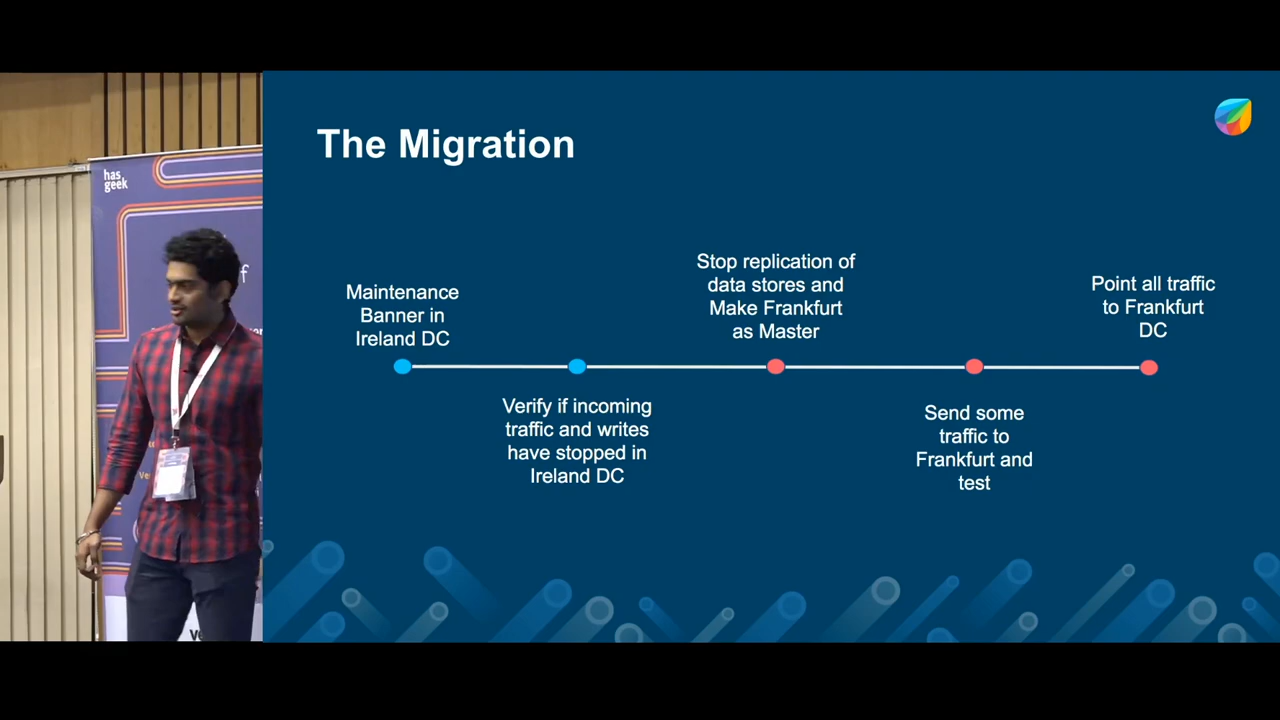 The Migration
Maintenance
Banner in
Ireland DC
Verify if incoming
traffic and writes
have stopped in
Ireland DC
Stop replication of
data stores and
Make Frankfurt
as Master
Send some
traffic to
Frankfurt and
test
Point all traffic
to Frankfurt
DC
has
geek